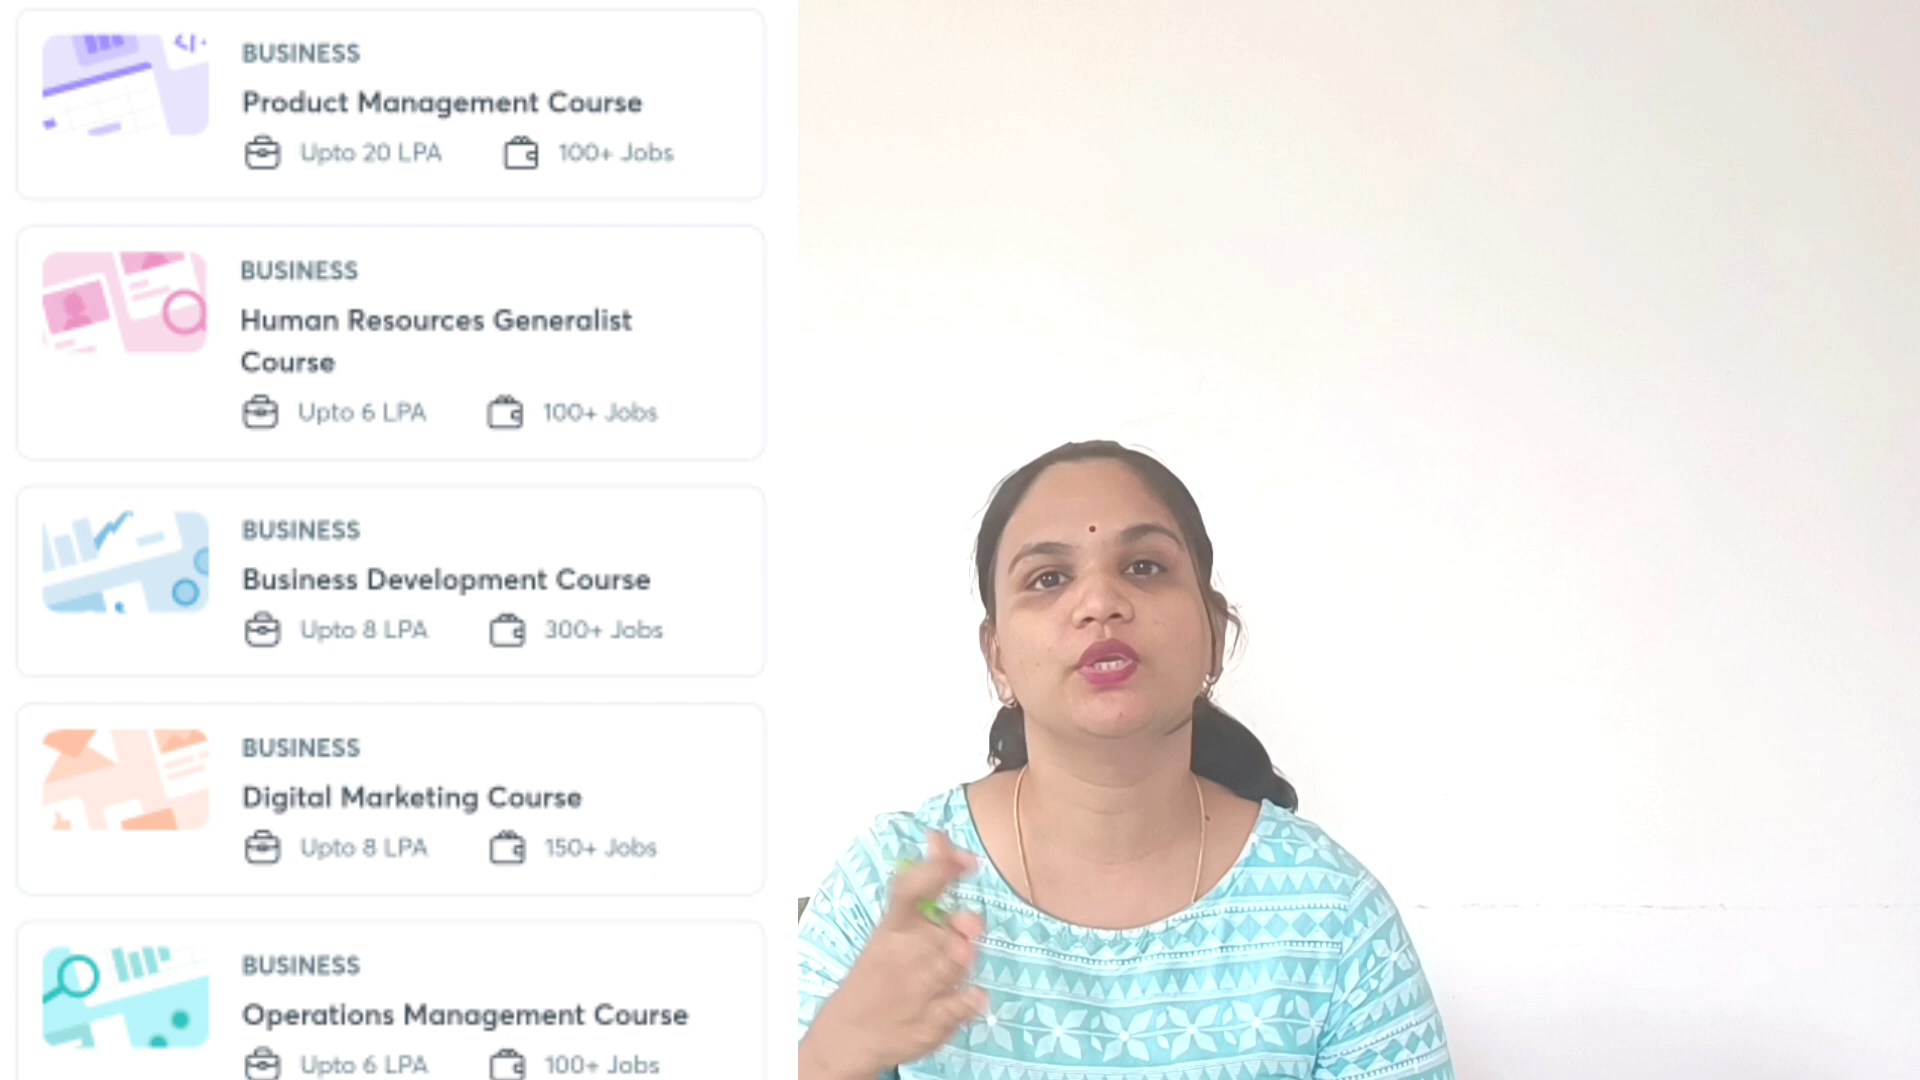 BUSINESS
Product Management Course
Upto 20 LPA 100+ Jobs
BUSINESS
Human Resources Generalist
Course
Upto 6 LPA 100+ Jobs
BUSINESS
Business Development Course
Upto 8 LPA 300+ Jobs
BUSINESS
Digital Marketing Course
Upto 8 LPA 150+ Jobs
BUSINESS
Operations Management Course
Upto 6 LPA 100+ Jobs